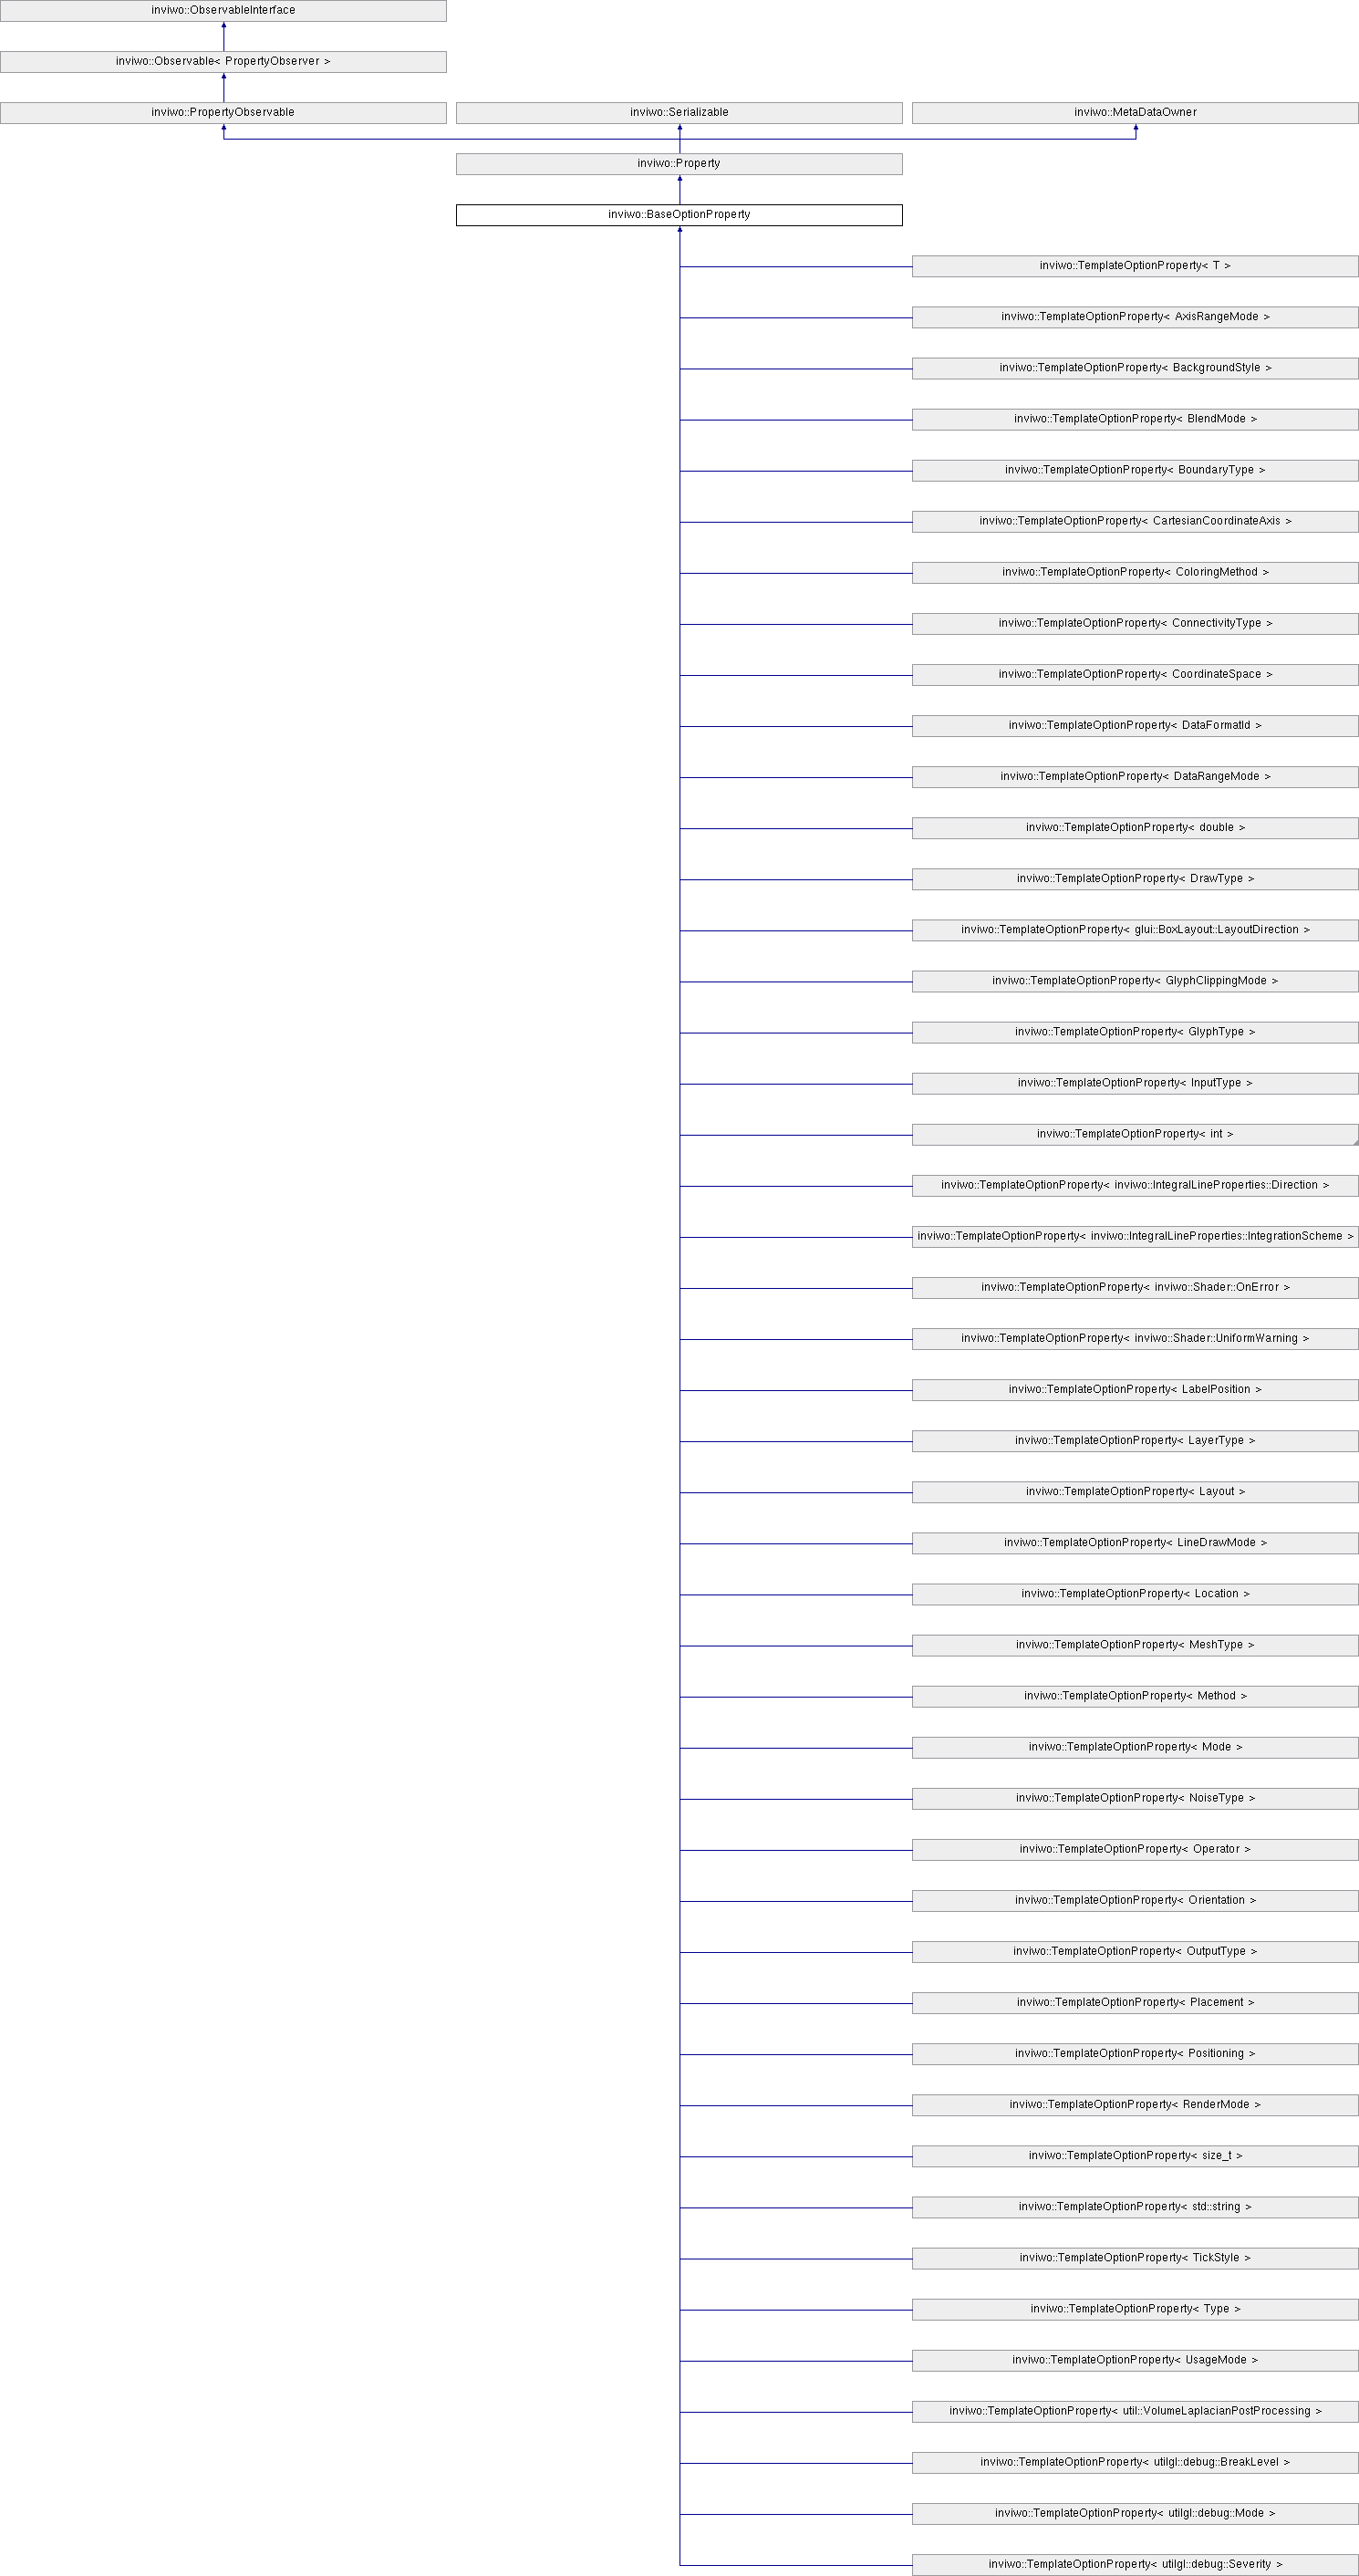 inviwo::ObservableInterface
inviwo::Observable< PropertyObserver >
inviwo::PropertyObservable
inviwo::Serializable
inviwo::MetaDataOwner
inviwo::Property
inviwo::BaseOptionProperty
inviwo::TemplateOptionProperty< T >
inviwo::TemplateOptionProperty< AxisRangeMode >
inviwo::TemplateOptionProperty< BackgroundStyle >
inviwo::TemplateOptionProperty< BlendMode >
inviwo::TemplateOptionProperty< BoundaryType >
inviwo::TemplateOptionProperty< CartesianCoordinateAxis >
inviwo::TemplateOptionProperty< ColoringMethod >
inviwo::TemplateOptionProperty< ConnectivityType >
inviwo::TemplateOptionProperty< CoordinateSpace >
inviwo::TemplateOptionProperty< DataFormatId >
inviwo::TemplateOptionProperty< DataRangeMode >
inviwo::TemplateOptionProperty< double >
inviwo::TemplateOptionProperty< DrawType >
inviwo::TemplateOptionProperty< glui::BoxLayout::LayoutDirection >
inviwo::TemplateOptionProperty< GlyphClippingMode >
inviwo::TemplateOptionProperty< GlyphType >
inviwo::TemplateOptionProperty< InputType >
inviwo::TemplateOptionProperty< int >
inviwo::TemplateOptionProperty< inviwo::IntegralLineProperties::Direction >
inviwo::TemplateOptionProperty< inviwo::IntegralLineProperties::IntegrationScheme >
inviwo::TemplateOptionProperty< inviwo::Shader::OnError >
inviwo::TemplateOptionProperty< inviwo::Shader::UniformWarning >
inviwo::TemplateOptionProperty< LabelPosition >
inviwo::TemplateOptionProperty< LayerType >
inviwo::TemplateOptionProperty< Layout >
inviwo::TemplateOptionProperty< LineDrawMode >
inviwo::TemplateOptionProperty< Location >
inviwo::TemplateOptionProperty< MeshType >
inviwo::TemplateOptionProperty< Method >
inviwo::TemplateOptionProperty< Mode >
inviwo::TemplateOptionProperty< NoiseType >
inviwo::TemplateOptionProperty< Operator >
inviwo::TemplateOptionProperty< Orientation >
inviwo::TemplateOptionProperty< OutputType >
inviwo::TemplateOptionProperty< Placement >
inviwo::TemplateOptionProperty< Positioning >
inviwo::TemplateOptionProperty< RenderMode >
inviwo::TemplateOptionProperty< size_t >
inviwo::TemplateOptionProperty< std::string >
inviwo::TemplateOptionProperty< TickStyle >
inviwo::TemplateOptionProperty< Type >
inviwo::TemplateOptionProperty< UsageMode >
inviwo::TemplateOptionProperty< util::VolumeLaplacianPostProcessing >
inviwo::TemplateOptionProperty< utilgl::debug::BreakLevel >
inviwo::TemplateOptionProperty< utilgl::debug::Mode >
inviwo::TemplateOptionProperty< utilgl::debug::Severity >